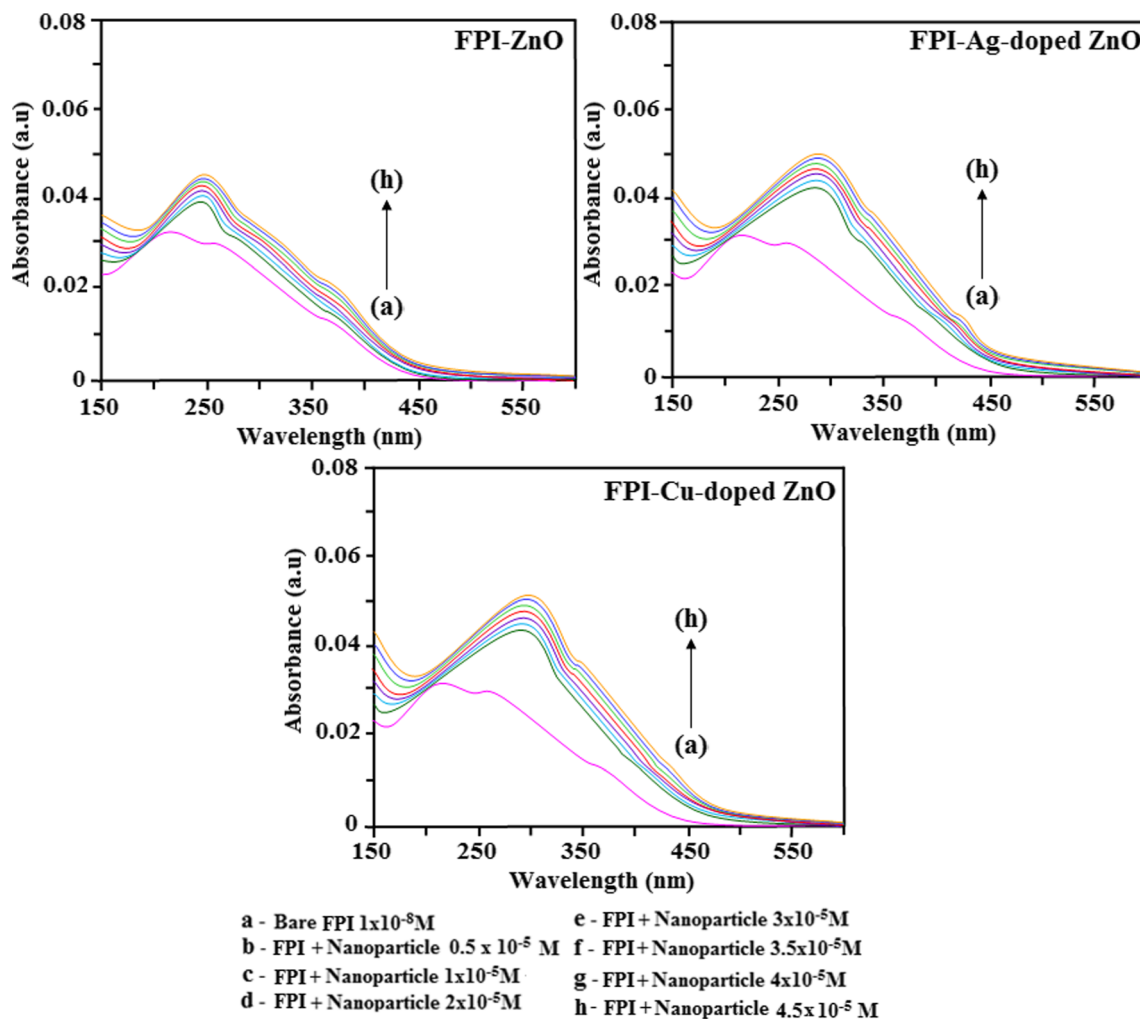 FPI-ZnO
0.08
0.06
0.04
0.02
0
Absorbance (a.u)
(h)
(a)
150 250 350 450 550
Wavelength (nm)
FPI-Ag-doped ZnO
0.08
0.06
0.04
0.02
0
Absorbance (a.u)
(h)
(a)
150 250 350 450 550
Wavelength (nm)
FPI-Cu-doped ZnO
0.08
0.06
0.04
0.02
0
Absorbance (a.u)
(h)
(a)
150 250 350 450 550
Wavelength (nm)
a - Bare FPI 1x10⁻⁸M
b - FPI + Nanoparticle 0.5 x 10⁻⁵ M
c - FPI + Nanoparticle 1x10⁻⁵M
d - FPI + Nanoparticle 2x10⁻⁵M
e - FPI + Nanoparticle 3x10⁻⁵M
f - FPI + Nanoparticle 3.5x10⁻⁵M
g - FPI + Nanoparticle 4x10⁻⁵M
h - FPI + Nanoparticle 4.5x 10⁻⁵ M